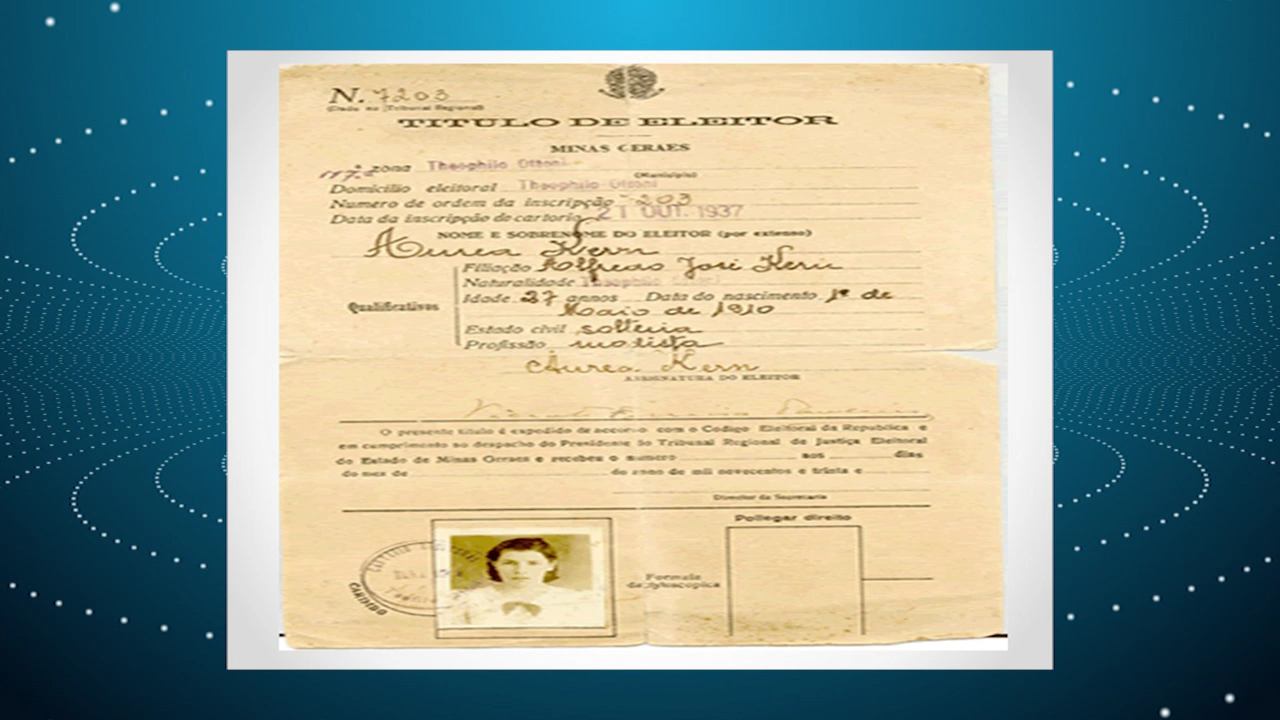 N. 7203
(Dado no Tribunal Regional)
TITULO DE ELEITOR
MINAS GERAES
117.ª zona Theophilo Ottoni
(Municipio)
Domicilio eleitoral Theophilo Ottoni
Numero de ordem da inscripção 203
Data da inscripção do cartorio 21 OUT. 1937
NOME E SOBRENOME DO ELEITOR (por extenso)
Aurea Kern
Filiação Alfredo José Kern
Naturalidade Theophilo Ottoni
Qualificativos
Idade 27 annos Data do nascimento 1º de
Maio de 1910
Estado civil solteira
Profissão modista
Aurea Kern
ASSIGNATURA DO ELEITOR
O presente titulo é expedido de accordo com o Codigo Eleitoral da Republica e
em cumprimento ao despacho do Presidente do Tribunal Regional de Justiça Eleitoral
do Estado de Minas Geraes e recebeu o numero aos dias
do mez de do anno de mil novecentos e trinta e
Director da Secretaria
Pollegar direito
Formula
dactyloscopica
CARIMBO